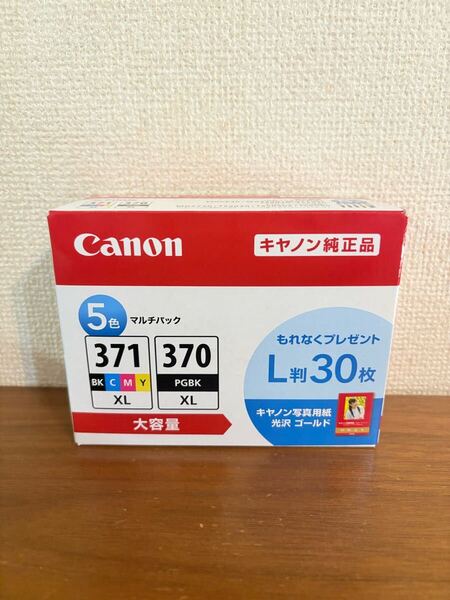 Canon
キヤノン純正品
5色 マルチパック
371
BK C M Y
XL
370
PGBK
XL
大容量
もれなくプレゼント
L判30枚
キヤノン写真用紙
光沢 ゴールド